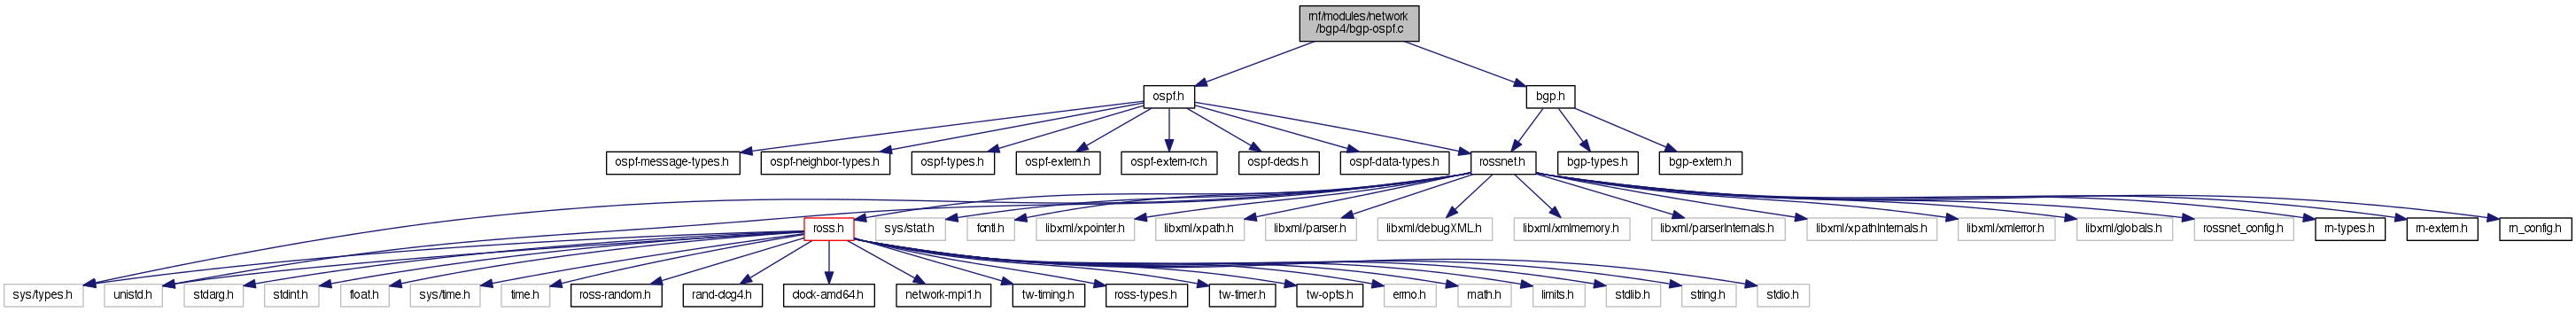 rnf/modules/network
/bgp4/bgp-ospf.c
ospf.h
bgp.h
ospf-message-types.h
ospf-neighbor-types.h
ospf-types.h
ospf-extern.h
ospf-extern-rc.h
ospf-decls.h
ospf-data-types.h
rossnet.h
bgp-types.h
bgp-extern.h
ross.h
sys/stat.h
fcntl.h
libxml/xpointer.h
libxml/xpath.h
libxml/parser.h
libxml/debugXML.h
libxml/xmlmemory.h
libxml/parserInternals.h
libxml/xpathInternals.h
libxml/xmlerror.h
libxml/globals.h
rossnet_config.h
rn-types.h
rn-extern.h
rn_config.h
sys/types.h
unistd.h
stdarg.h
stdint.h
float.h
sys/time.h
time.h
ross-random.h
rand-clcg4.h
clock-amd64.h
network-mpi1.h
tw-timing.h
ross-types.h
tw-timer.h
tw-opts.h
errno.h
math.h
limits.h
stdlib.h
string.h
stdio.h